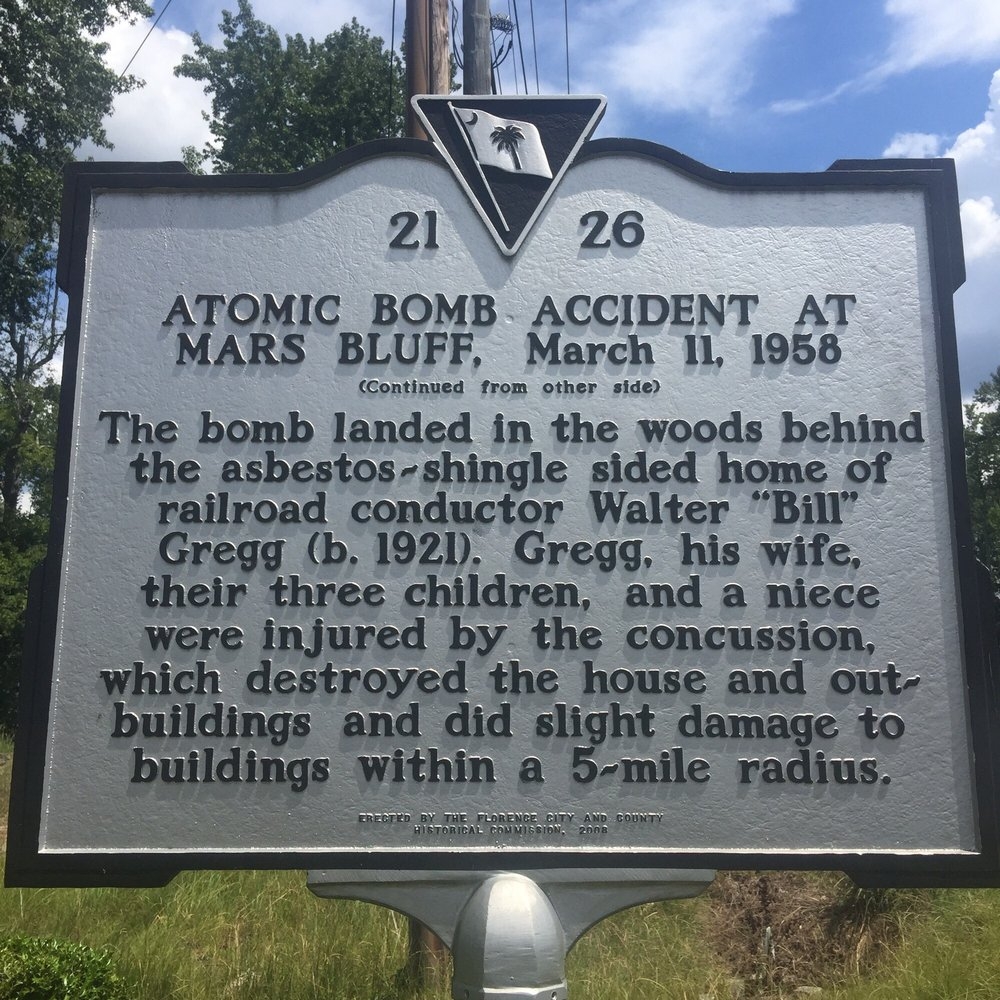 21 26
ATOMIC BOMB ACCIDENT AT
MARS BLUFF, March 11, 1958
(Continued from other side)
The bomb landed in the woods behind
the asbestos-shingle sided home of
railroad conductor Walter "Bill"
Gregg (b. 1921). Gregg, his wife,
their three children, and a niece
were injured by the concussion,
which destroyed the house and out-
buildings and did slight damage to
buildings within a 5-mile radius.
ERECTED BY THE FLORENCE CITY AND COUNTY
HISTORICAL COMMISSION, 2008